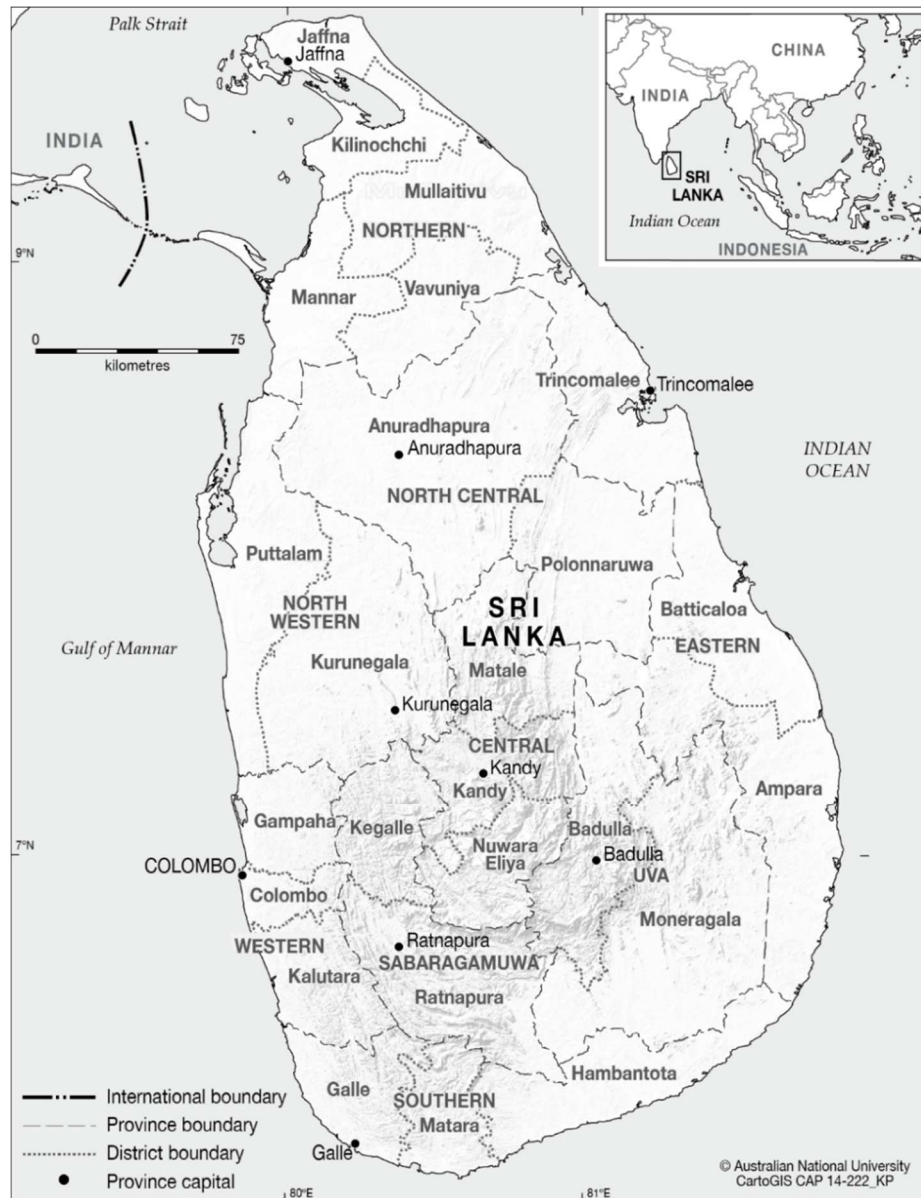 Palk Strait
Jaffna
Jaffna
CHINA
INDIA
SRI
LANKA
Indian Ocean
INDONESIA
INDIA
Kilinochchi
Mullaitivu
NORTHERN
9°N
Mannar
Vavuniya
0
75
kilometres
Trincomalee
Trincomalee
Anuradhapura
Anuradhapura
INDIAN
OCEAN
NORTH CENTRAL
Puttalam
Polonnaruwa
NORTH
WESTERN
SRI
LANKA
Batticaloa
EASTERN
Gulf of Mannar
Kurunegala
Matale
Kurunegala
CENTRAL
Kandy
Kandy
Ampara
Gampaha
Kegalle
Nuwara
Eliya
Badulla
7°N
COLOMBO
Badulla
UVA
Colombo
Moneragala
WESTERN
Ratnapura
SABARAGAMUWA
Kalutara
Ratnapura
Hambantota
Galle
SOUTHERN
Matara
Galle
International boundary
Province boundary
District boundary
Province capital
© Australian National University
CartoGIS CAP 14-222_KP
80°E
81°E